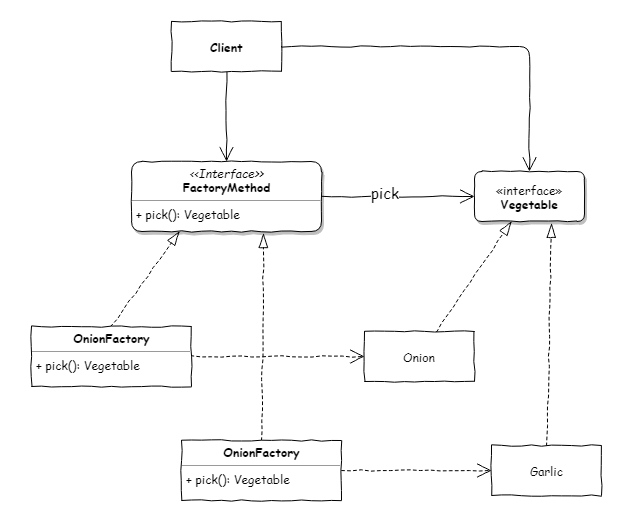 Client
<<Interface>>
FactoryMethod
+ pick(): Vegetable
pick
«interface»
Vegetable
OnionFactory
+ pick(): Vegetable
Onion
OnionFactory
+ pick(): Vegetable
Garlic